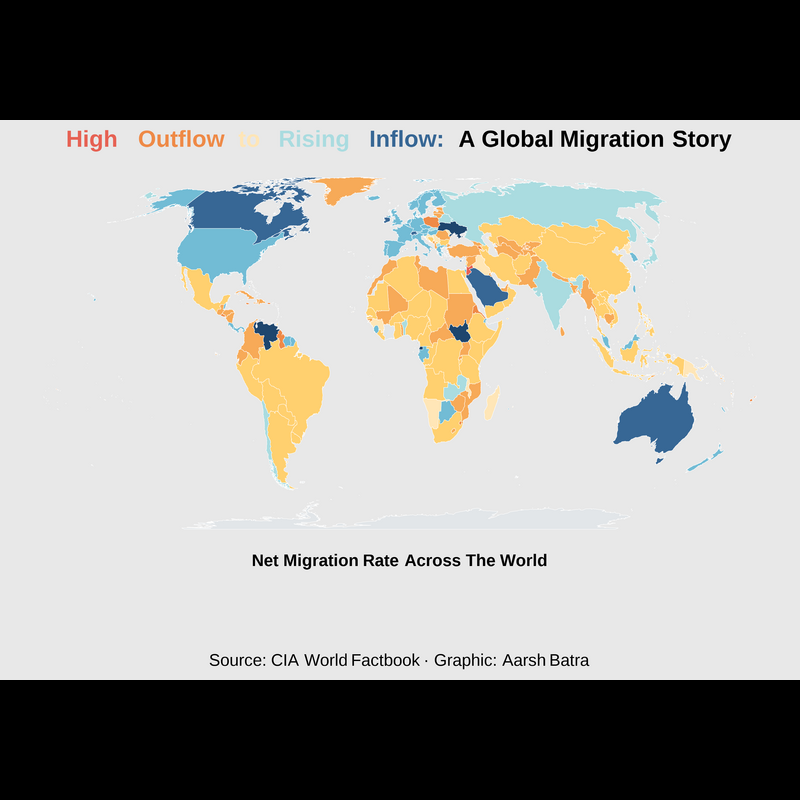 High Outflow to Rising Inflow: A Global Migration Story
Net Migration Rate Across The World
Source: CIA World Factbook · Graphic: Aarsh Batra